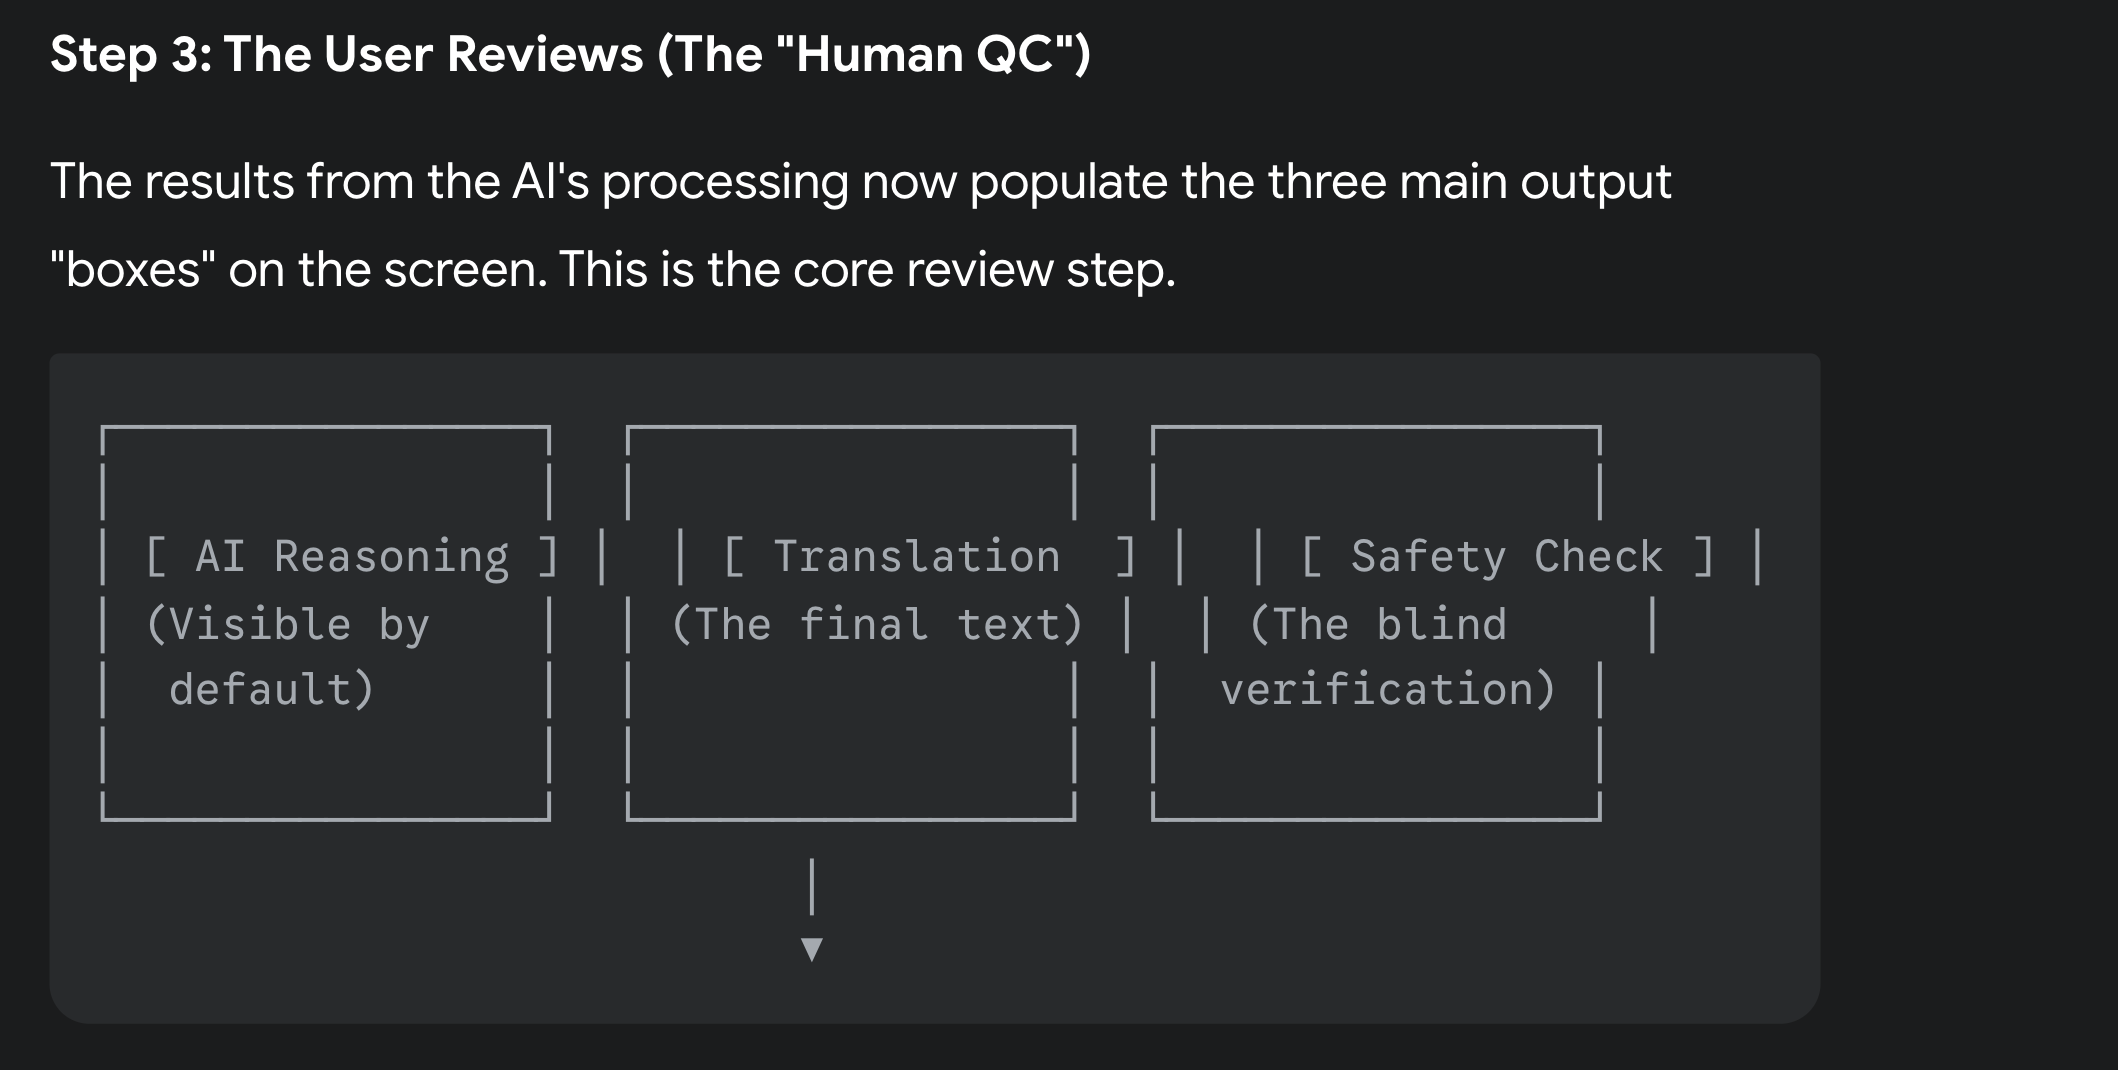 Step 3: The User Reviews (The "Human QC")
The results from the AI's processing now populate the three main output
"boxes" on the screen. This is the core review step.
[ AI Reasoning ] [ Translation ] [ Safety Check ]
(Visible by (The final text) (The blind
default) verification)